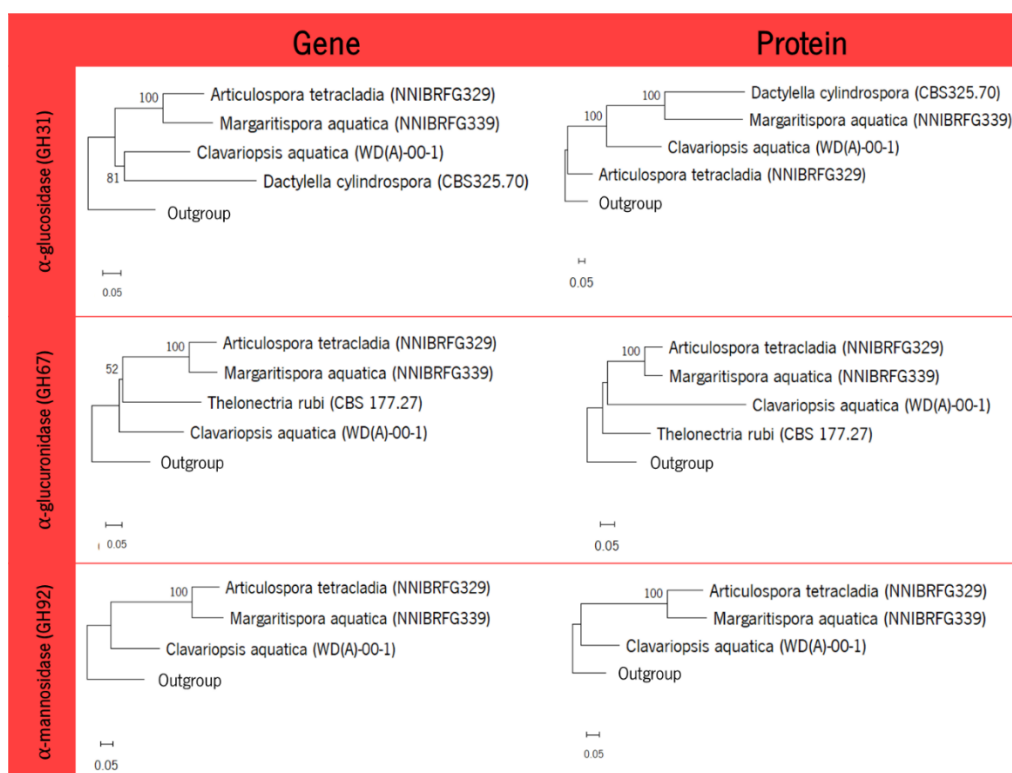 Gene
Protein
α-glucosidase (GH31)
100
Articulospora tetracladia (NNIBRFG329)
Margaritispora aquatica (NNIBRFG339)
Clavariopsis aquatica (WD(A)-00-1)
81
Dactylella cylindrospora (CBS325.70)
Outgroup
0.05
100
Dactylella cylindrospora (CBS325.70)
100
Margaritispora aquatica (NNIBRFG339)
Clavariopsis aquatica (WD(A)-00-1)
Articulospora tetracladia (NNIBRFG329)
Outgroup
0.05
α-glucuronidase (GH67)
100
Articulospora tetracladia (NNIBRFG329)
52
Margaritispora aquatica (NNIBRFG339)
Thelonectria rubi (CBS 177.27)
Clavariopsis aquatica (WD(A)-00-1)
Outgroup
0.05
100
Articulospora tetracladia (NNIBRFG329)
Margaritispora aquatica (NNIBRFG339)
Clavariopsis aquatica (WD(A)-00-1)
Thelonectria rubi (CBS 177.27)
Outgroup
0.05
α-mannosidase (GH92)
100
Articulospora tetracladia (NNIBRFG329)
Margaritispora aquatica (NNIBRFG339)
Clavariopsis aquatica (WD(A)-00-1)
Outgroup
0.05
100
Articulospora tetracladia (NNIBRFG329)
Margaritispora aquatica (NNIBRFG339)
Clavariopsis aquatica (WD(A)-00-1)
Outgroup
0.05